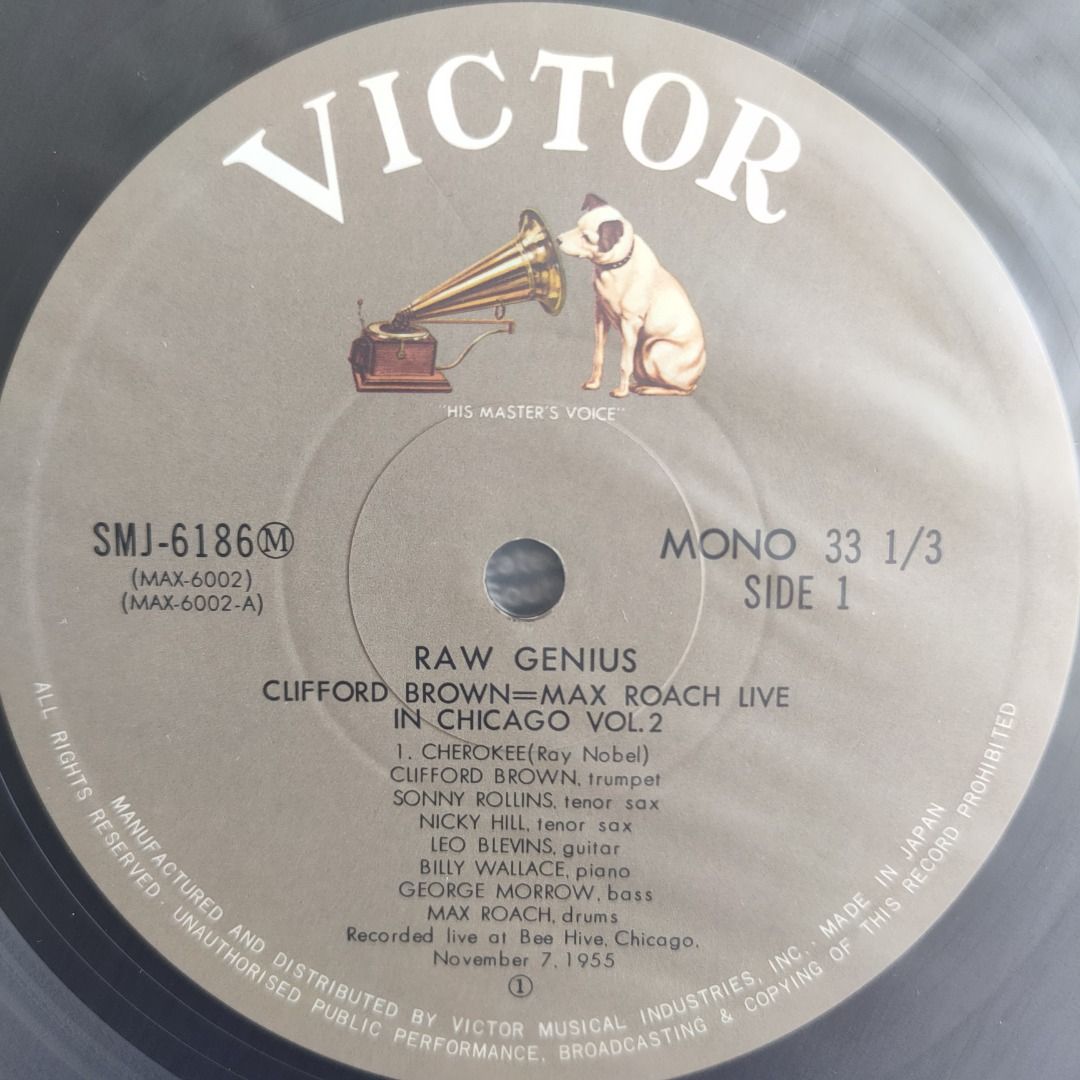 VICTOR
"HIS MASTER'S VOICE"
SMJ-6186Ⓜ
(MAX-6002)
(MAX-6002-A)
MONO 33 1/3
SIDE 1
RAW GENIUS
CLIFFORD BROWN=MAX ROACH LIVE
IN CHICAGO VOL.2
1. CHEROKEE(Ray Nobel)
CLIFFORD BROWN, trumpet
SONNY ROLLINS, tenor sax
NICKY HILL, tenor sax
LEO BLEVINS, guitar
BILLY WALLACE, piano
GEORGE MORROW, bass
MAX ROACH, drums
Recorded live at Bee Hive, Chicago,
November 7, 1955
①
MANUFACTURED AND DISTRIBUTED BY VICTOR MUSICAL INDUSTRIES, INC., MADE IN JAPAN
ALL RIGHTS RESERVED. UNAUTHORISED PUBLIC PERFORMANCE, BROADCASTING & COPYING OF THIS RECORD PROHIBITED